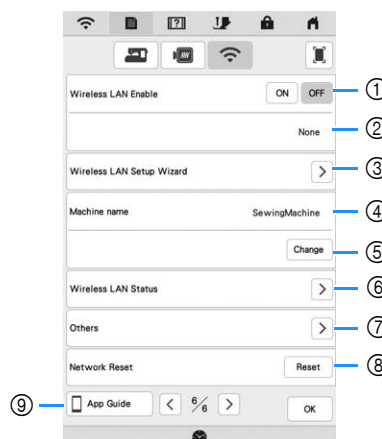 Wireless LAN Enable ON OFF ①
None ②
Wireless LAN Setup Wizard > ③
Machine name SewingMachine ④
Change ⑤
Wireless LAN Status > ⑥
Others > ⑦
Network Reset Reset ⑧
⑨ App Guide < 6/6 > OK